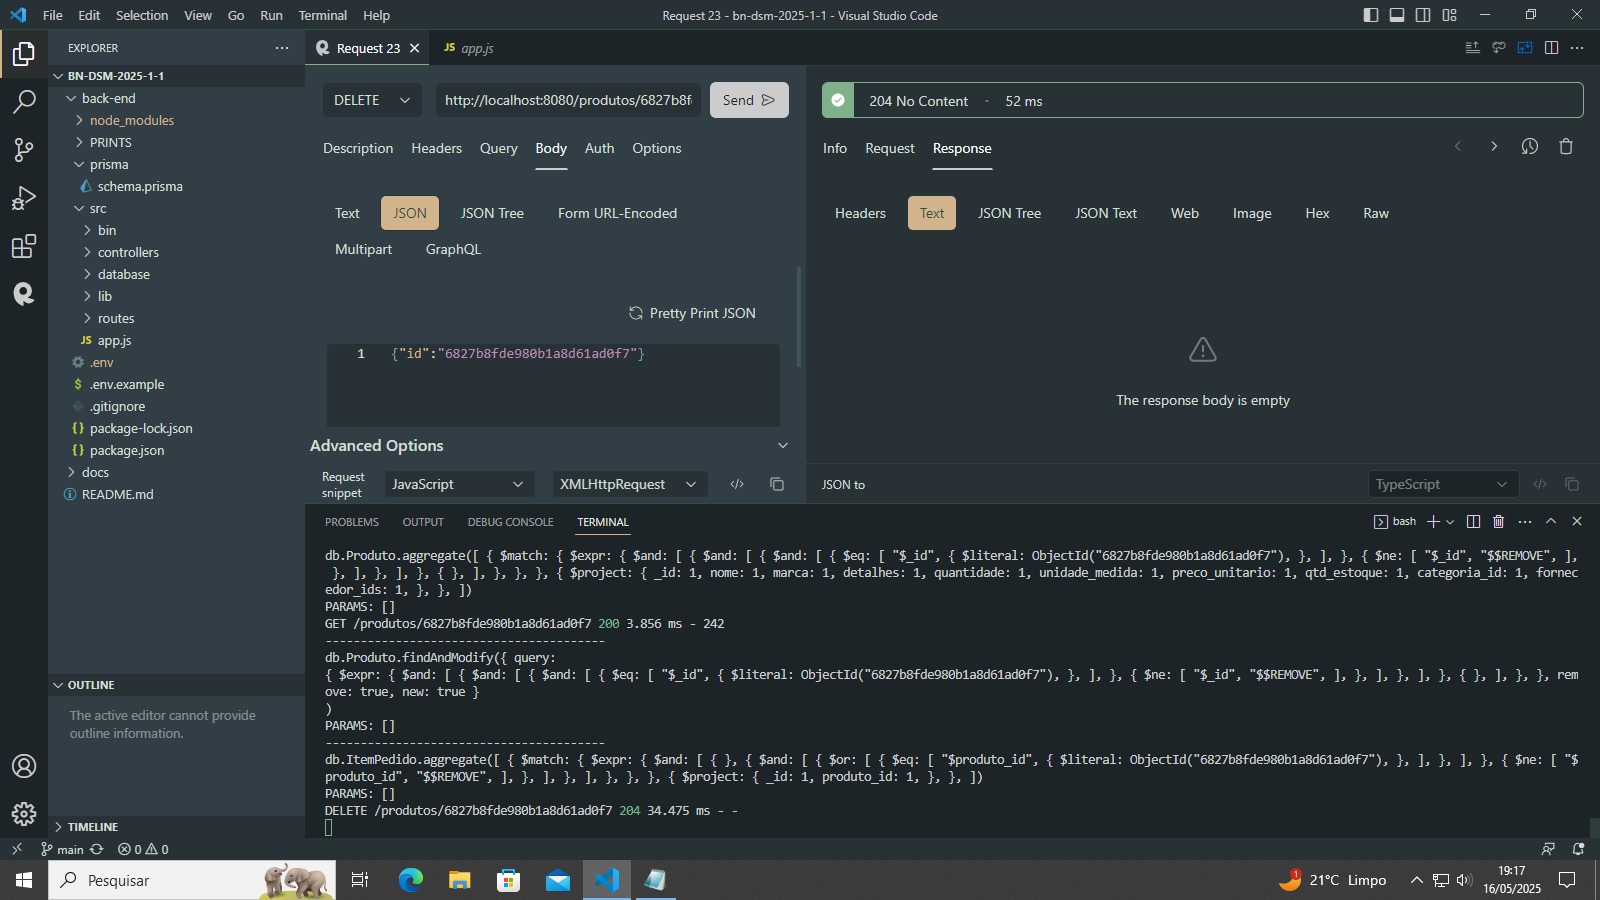 File Edit Selection View Go Run Terminal Help
Request 23 - bn-dsm-2025-1-1 - Visual Studio Code
EXPLORER
BN-DSM-2025-1-1
back-end
node_modules
PRINTS
prisma
schema.prisma
src
bin
controllers
database
lib
routes
JS app.js
.env
$ .env.example
.gitignore
{} package-lock.json
{} package.json
docs
README.md
OUTLINE
The active editor cannot provide
outline information.
TIMELINE
Request 23
JS app.js
DELETE
http://localhost:8080/produtos/6827b8f
Send
Description Headers Query Body Auth Options
Text JSON JSON Tree Form URL-Encoded
Multipart GraphQL
Pretty Print JSON
1 {"id":"6827b8fde980b1a8d61ad0f7"}
Advanced Options
Request
snippet
JavaScript
XMLHttpRequest
204 No Content · 52 ms
Info Request Response
Headers Text JSON Tree JSON Text Web Image Hex Raw
The response body is empty
JSON to
TypeScript
PROBLEMS OUTPUT DEBUG CONSOLE TERMINAL
bash
db.Produto.aggregate([ { $match: { $expr: { $and: [ { $and: [ { $and: [ { $eq: [ "$_id", { $literal: ObjectId("6827b8fde980b1a8d61ad0f7"), }, ], }, { $ne: [ "$_id", "$$REMOVE", ],
}, ], }, ], }, { }, ], }, }, }, { $project: { _id: 1, nome: 1, marca: 1, detalhes: 1, quantidade: 1, unidade_medida: 1, preco_unitario: 1, qtd_estoque: 1, categoria_id: 1, fornec
edor_ids: 1, }, }, ])
PARAMS: []
GET /produtos/6827b8fde980b1a8d61ad0f7 200 3.856 ms - 242
----------------------------------------
db.Produto.findAndModify({ query:
{ $expr: { $and: [ { $and: [ { $and: [ { $eq: [ "$_id", { $literal: ObjectId("6827b8fde980b1a8d61ad0f7"), }, ], }, { $ne: [ "$_id", "$$REMOVE", ], }, ], }, ], }, { }, ], }, }, rem
ove: true, new: true }
)
PARAMS: []
----------------------------------------
db.ItemPedido.aggregate([ { $match: { $expr: { $and: [ { }, { $and: [ { $or: [ { $eq: [ "$produto_id", { $literal: ObjectId("6827b8fde980b1a8d61ad0f7"), }, ], }, ], }, { $ne: [ "$
produto_id", "$$REMOVE", ], }, ], }, ], }, }, }, { $project: { _id: 1, produto_id: 1, }, }, ])
PARAMS: []
DELETE /produtos/6827b8fde980b1a8d61ad0f7 204 34.475 ms - -
main
0 0
Pesquisar
1
21°C Limpo
19:17
16/05/2025